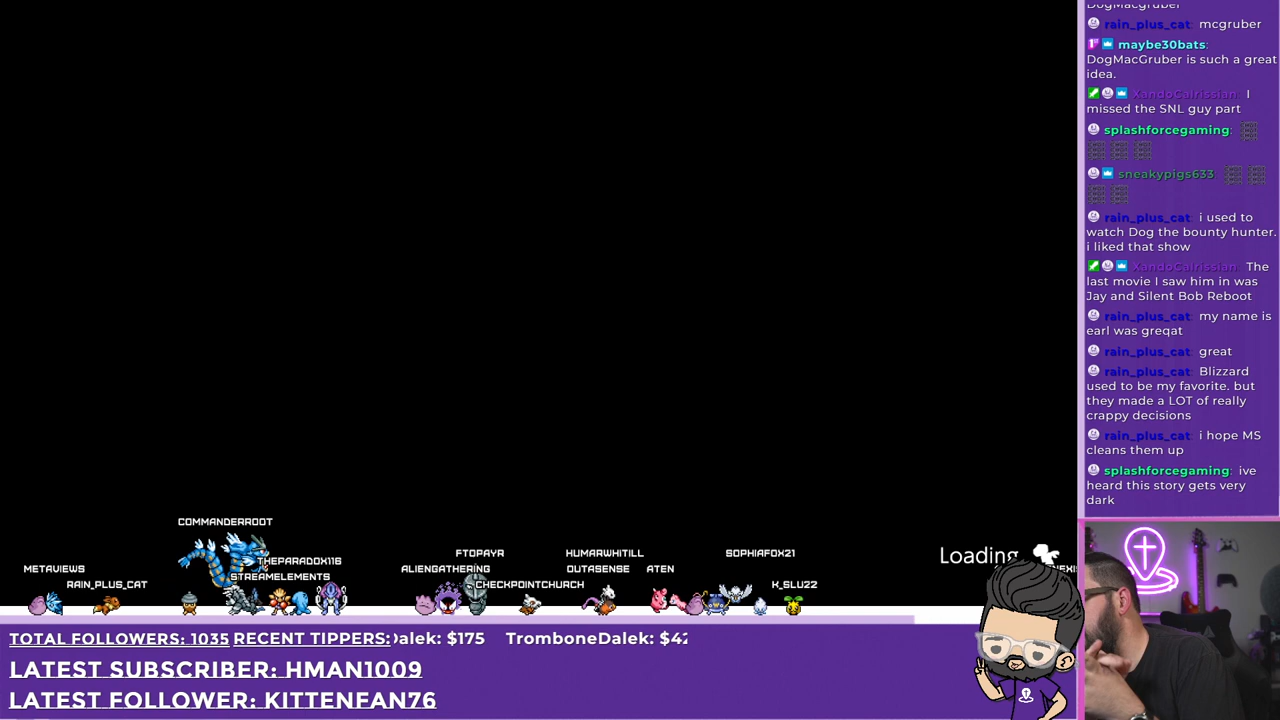 DogMacgruber
rain_plus_cat: mcgruber
maybe30bats:
DogMacGruber is such a great
idea.
XandoCalrissian: I
missed the SNL guy part
splashforcegaming:
sneakypigs633:
rain_plus_cat: i used to
watch Dog the bounty hunter.
i liked that show
XandoCalrissian: The
last movie I saw him in was
Jay and Silent Bob Reboot
rain_plus_cat: my name is
earl was greqat
rain_plus_cat: great
rain_plus_cat: Blizzard
used to be my favorite. but
they made a LOT of really
crappy decisions
rain_plus_cat: i hope MS
cleans them up
splashforcegaming: ive
heard this story gets very
dark
COMMANDERROOT
METAVIEWS
RAIN_PLUS_CAT
THEPARADOX116
STREAMELEMENTS
FTOPAYR
ALIENGATHERING
CHECKPOINTCHURCH
HUMARWHITILL
OUTASENSE
ATEN
SOPHIAFOX21
K_SLU22
Loading
TOTAL FOLLOWERS: 1035 RECENT TIPPERS: alek: $175 TromboneDalek: $42
LATEST SUBSCRIBER: HMAN1009
LATEST FOLLOWER: KITTENFAN76